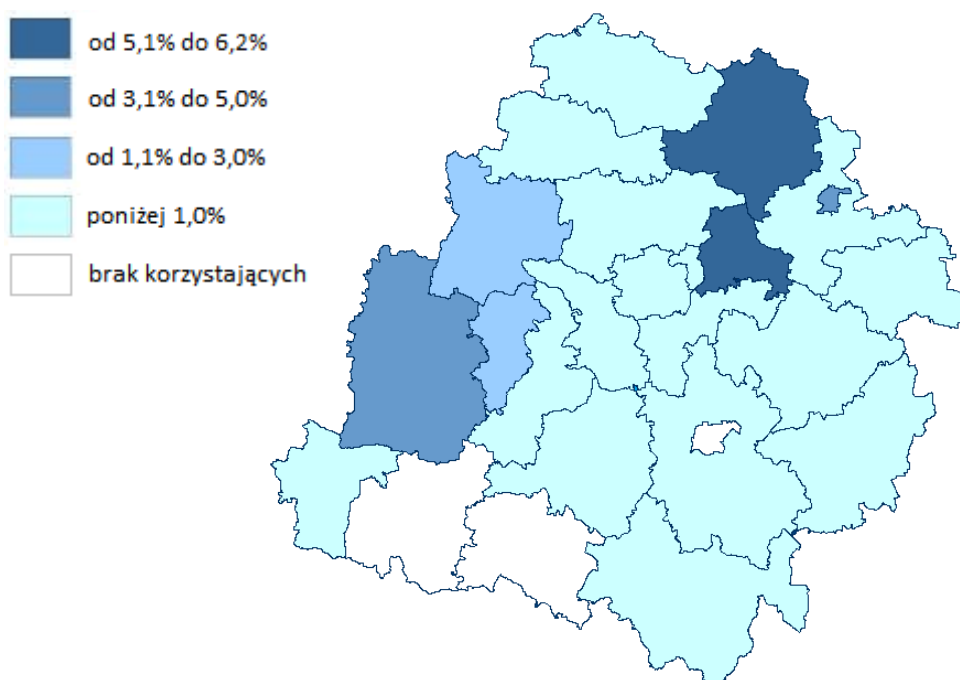 od 5,1% do 6,2%
od 3,1% do 5,0%
od 1,1% do 3,0%
poniżej 1,0%
brak korzystających